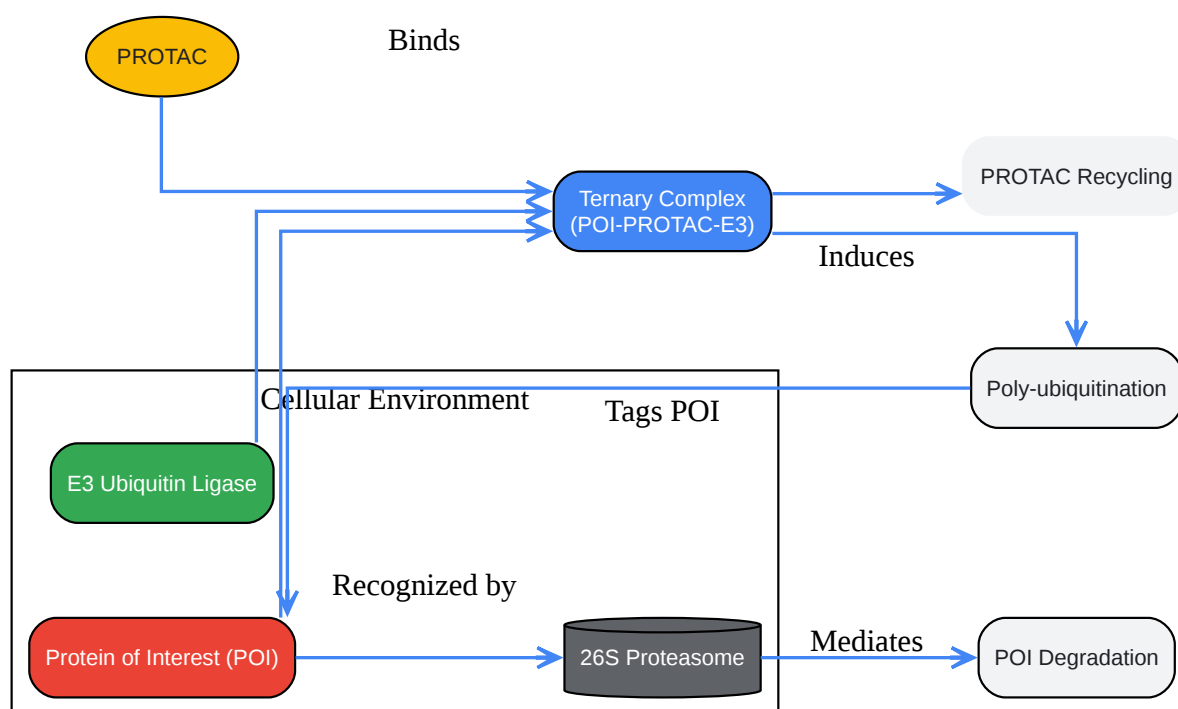 Binds
PROTAC
Ternary Complex
(POI-PROTAC-E3)
PROTAC Recycling
Induces
Poly-ubiquitination
Cellular Environment
Tags POI
E3 Ubiquitin Ligase
Recognized by
Protein of Interest (POI)
26S Proteasome
Mediates
POI Degradation